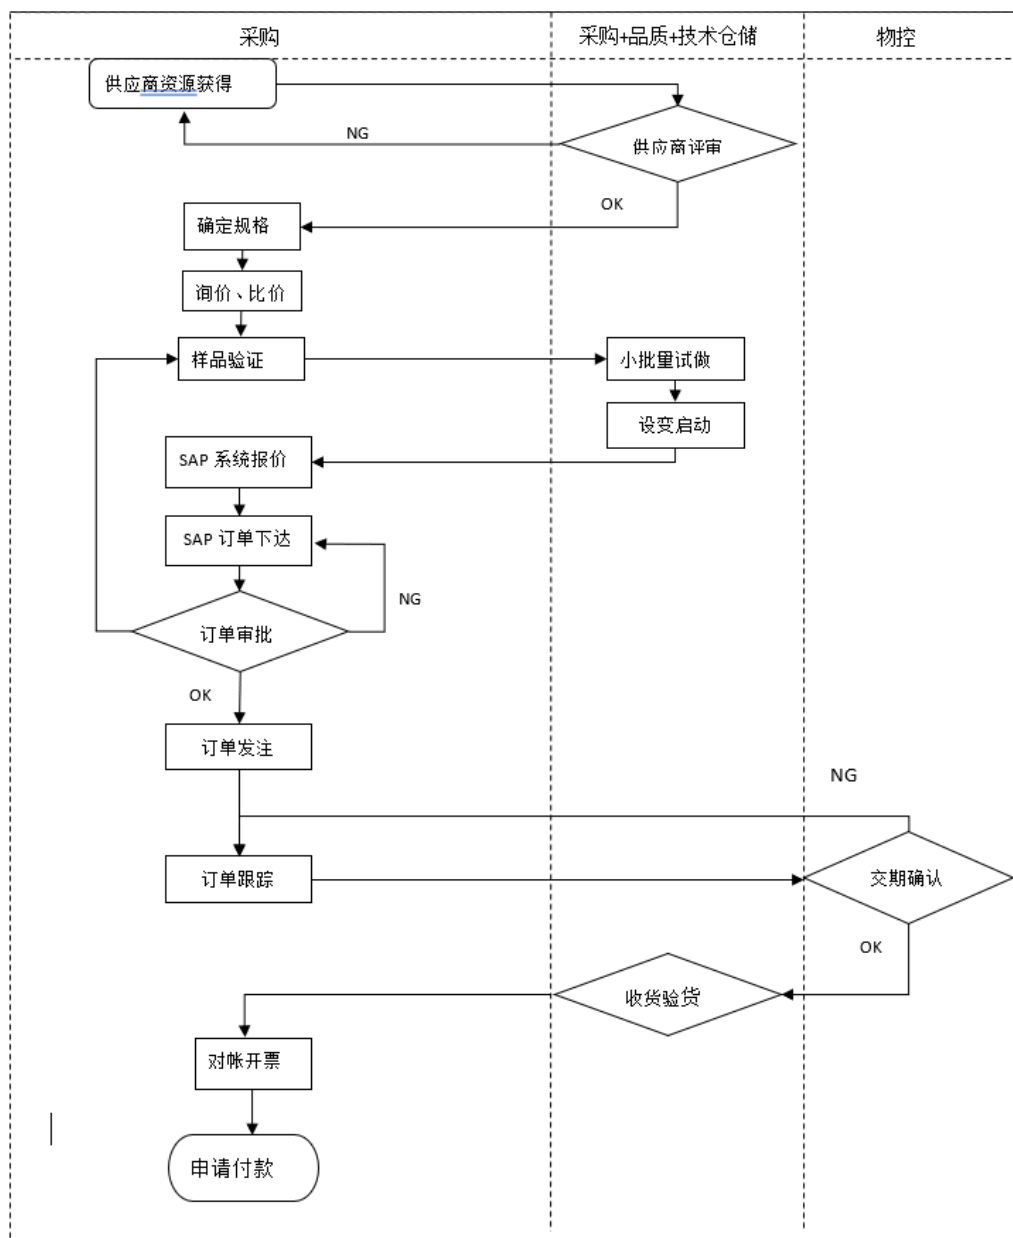 采购
采购+品质+技术仓储
物控
供应商资源获得
NG
供应商评审
OK
确定规格
询价、比价
样品验证
小批量试做
设变启动
SAP 系统报价
SAP 订单下达
NG
订单审批
OK
订单发注
NG
订单跟踪
交期确认
OK
收货验货
对帐开票
申请付款